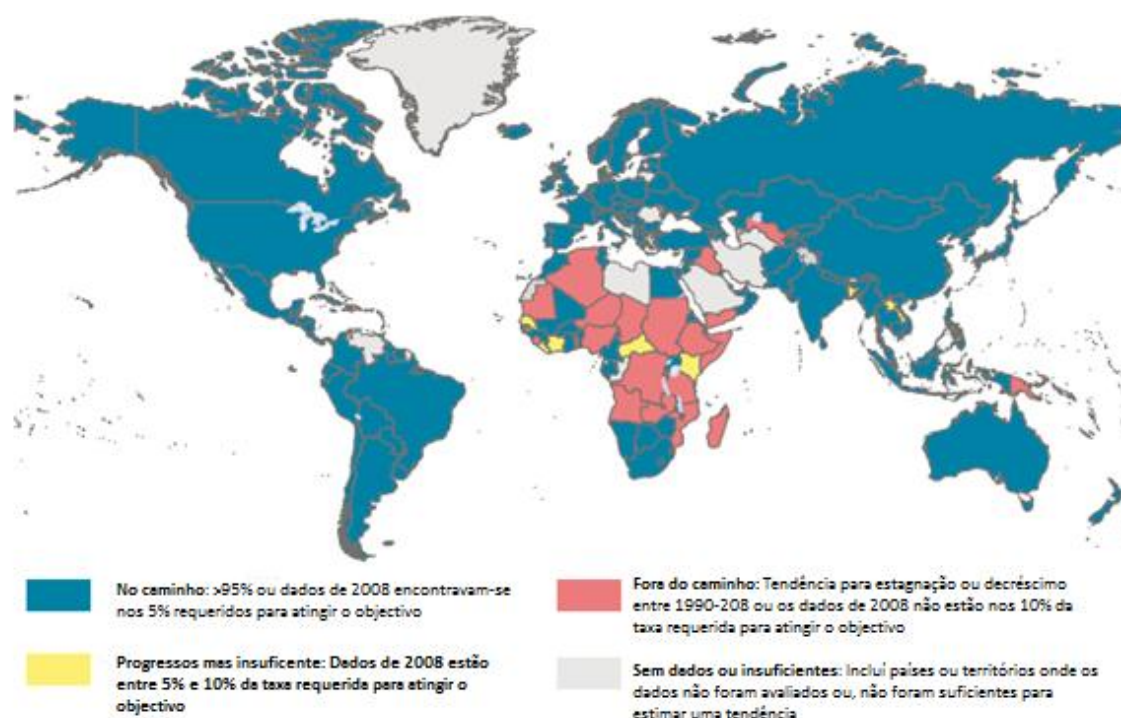 No caminho: >95% ou dados de 2008 encontravam-se
nos 5% requeridos para atingir o objectivo
Progressos mas insuficente: Dados de 2008 estão
entre 5% e 10% da taxa requerida para atingir o
objectivo
Fora do caminho: Tendência para estagnação ou decréscimo
entre 1990-208 ou os dados de 2008 não estão nos 10% da
taxa requerida para atingir o objectivo
Sem dados ou insuficientes: Incluí países ou territórios onde os
dados não foram avaliados ou, não foram suficientes para
estimar uma tendência